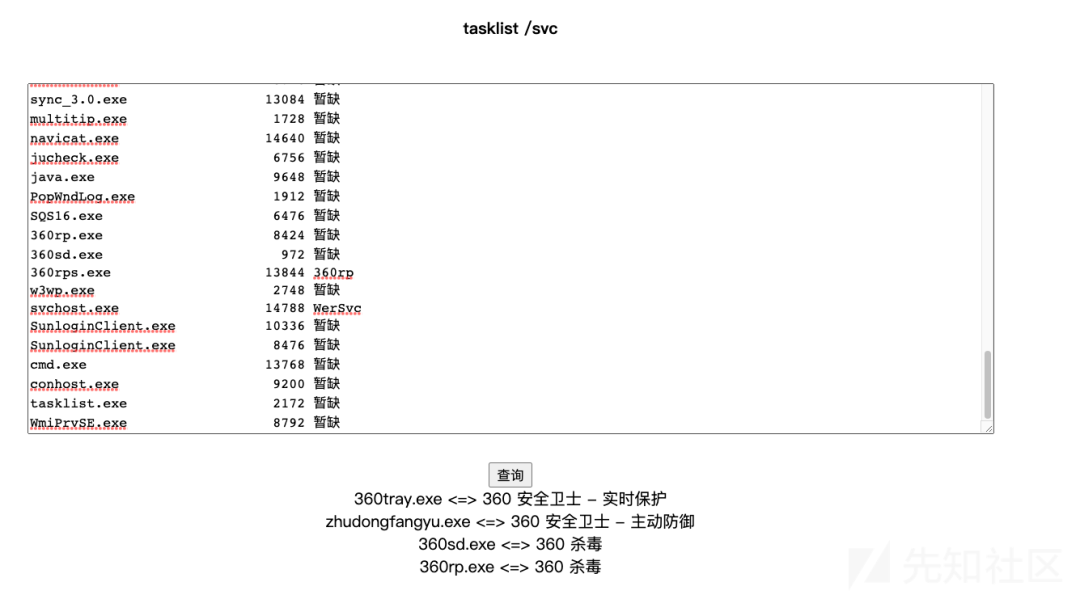 tasklist /svc
sync_3.0.exe 13084 暂缺
multitip.exe 1728 暂缺
navicat.exe 14640 暂缺
jucheck.exe 6756 暂缺
java.exe 9648 暂缺
PopWndLog.exe 1912 暂缺
SQS16.exe 6476 暂缺
360rp.exe 8424 暂缺
360sd.exe 972 暂缺
360rps.exe 13844 360rp
w3wp.exe 2748 暂缺
svchost.exe 14788 WerSvc
SunloginClient.exe 10336 暂缺
SunloginClient.exe 8476 暂缺
cmd.exe 13768 暂缺
conhost.exe 9200 暂缺
tasklist.exe 2172 暂缺
WmiPrvSE.exe 8792 暂缺
查询
360tray.exe <=> 360 安全卫士 – 实时保护
zhudongfangyu.exe <=> 360 安全卫士 – 主动防御
360sd.exe <=> 360 杀毒
360rp.exe <=> 360 杀毒
先知社区